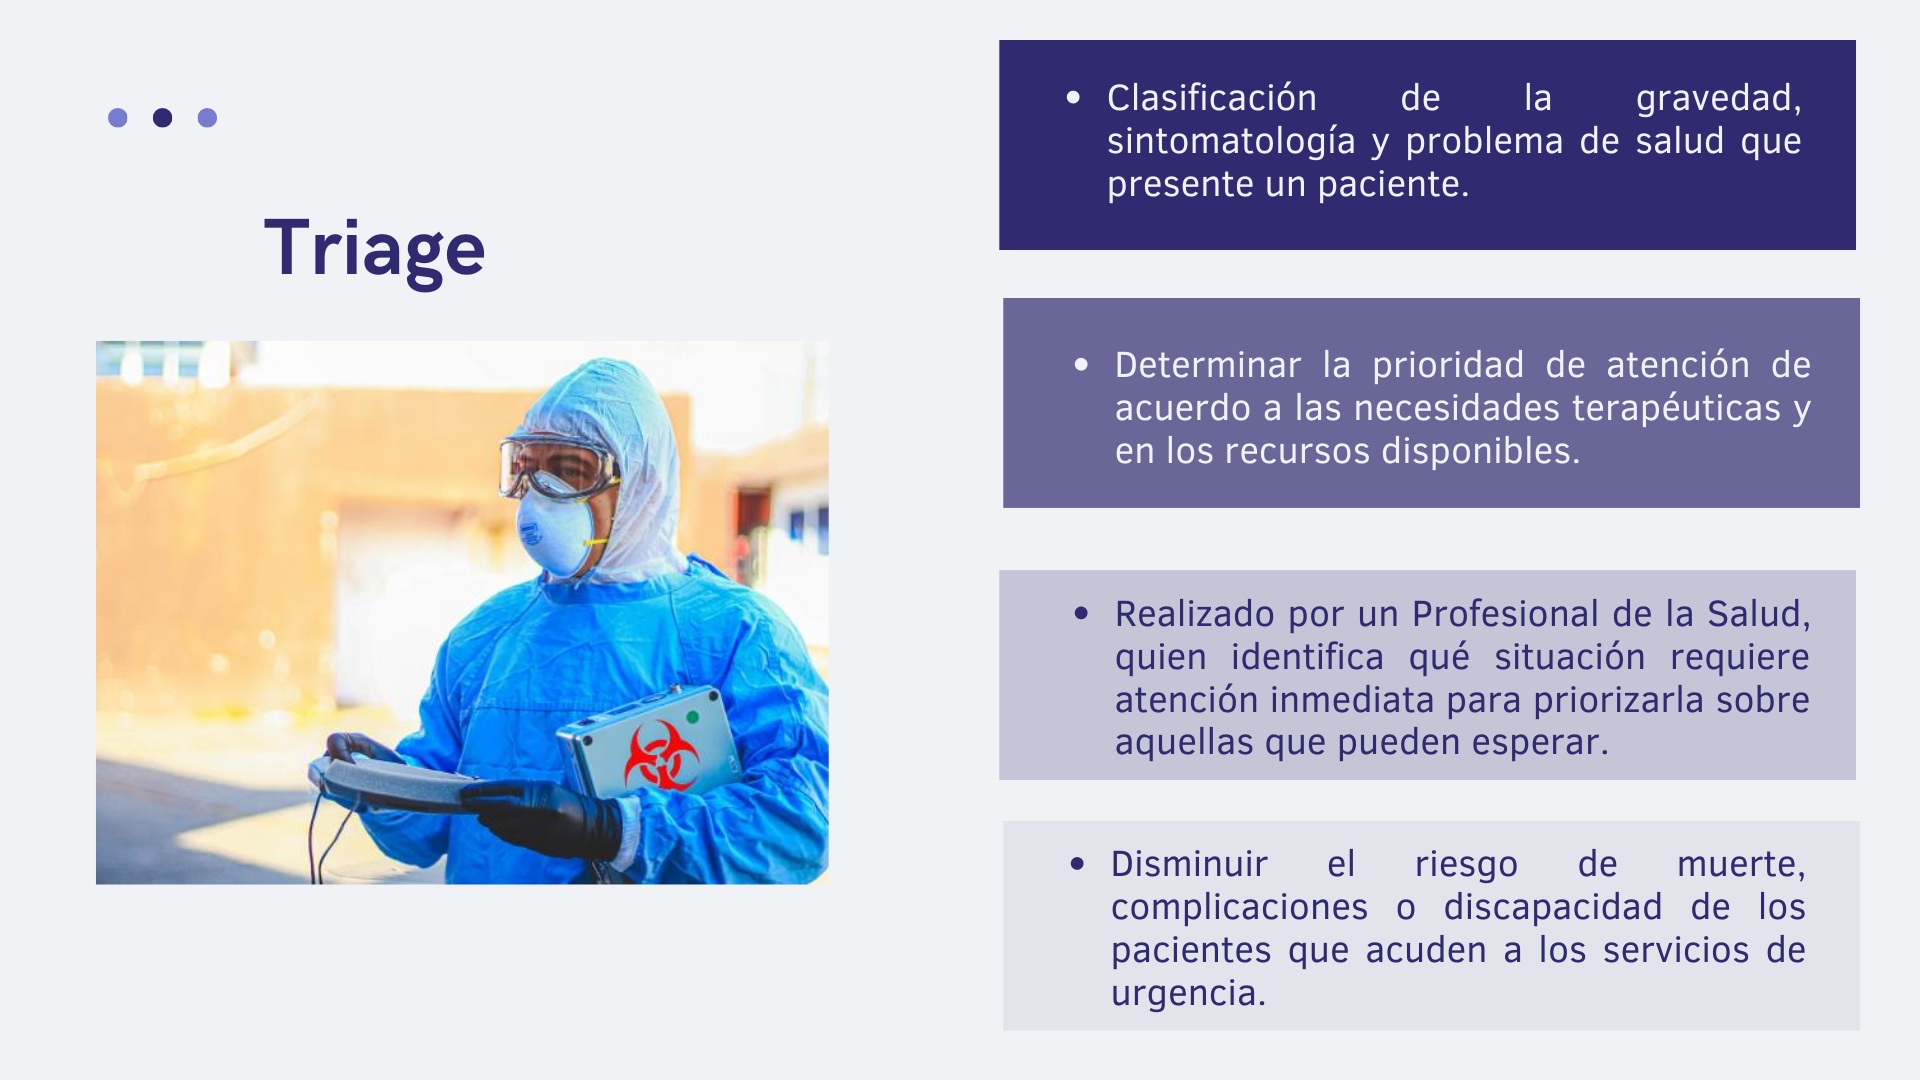 Triage
• Clasificación de la gravedad,
sintomatología y problema de salud que
presente un paciente.
• Determinar la prioridad de atención de
acuerdo a las necesidades terapéuticas y
en los recursos disponibles.
• Realizado por un Profesional de la Salud,
quien identifica qué situación requiere
atención inmediata para priorizarla sobre
aquellas que pueden esperar.
• Disminuir el riesgo de muerte,
complicaciones o discapacidad de los
pacientes que acuden a los servicios de
urgencia.